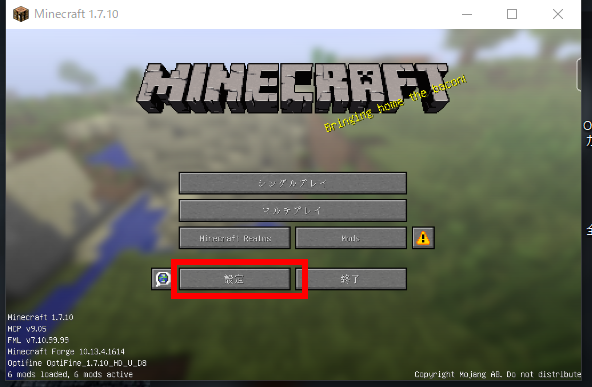 Minecraft 1.7.10
MINECRAFT
Bringing home the bacon!
シングルプレイ
マルチプレイ
Minecraft Realms
Mods
設定
終了
Minecraft 1.7.10
MCP v9.05
FML v7.10.99.99
Minecraft Forge 10.13.4.1614
Optifine OptiFine_1.7.10_HD_U_D8
6 mods loaded, 6 mods active
Copyright Mojang AB. Do not distribute